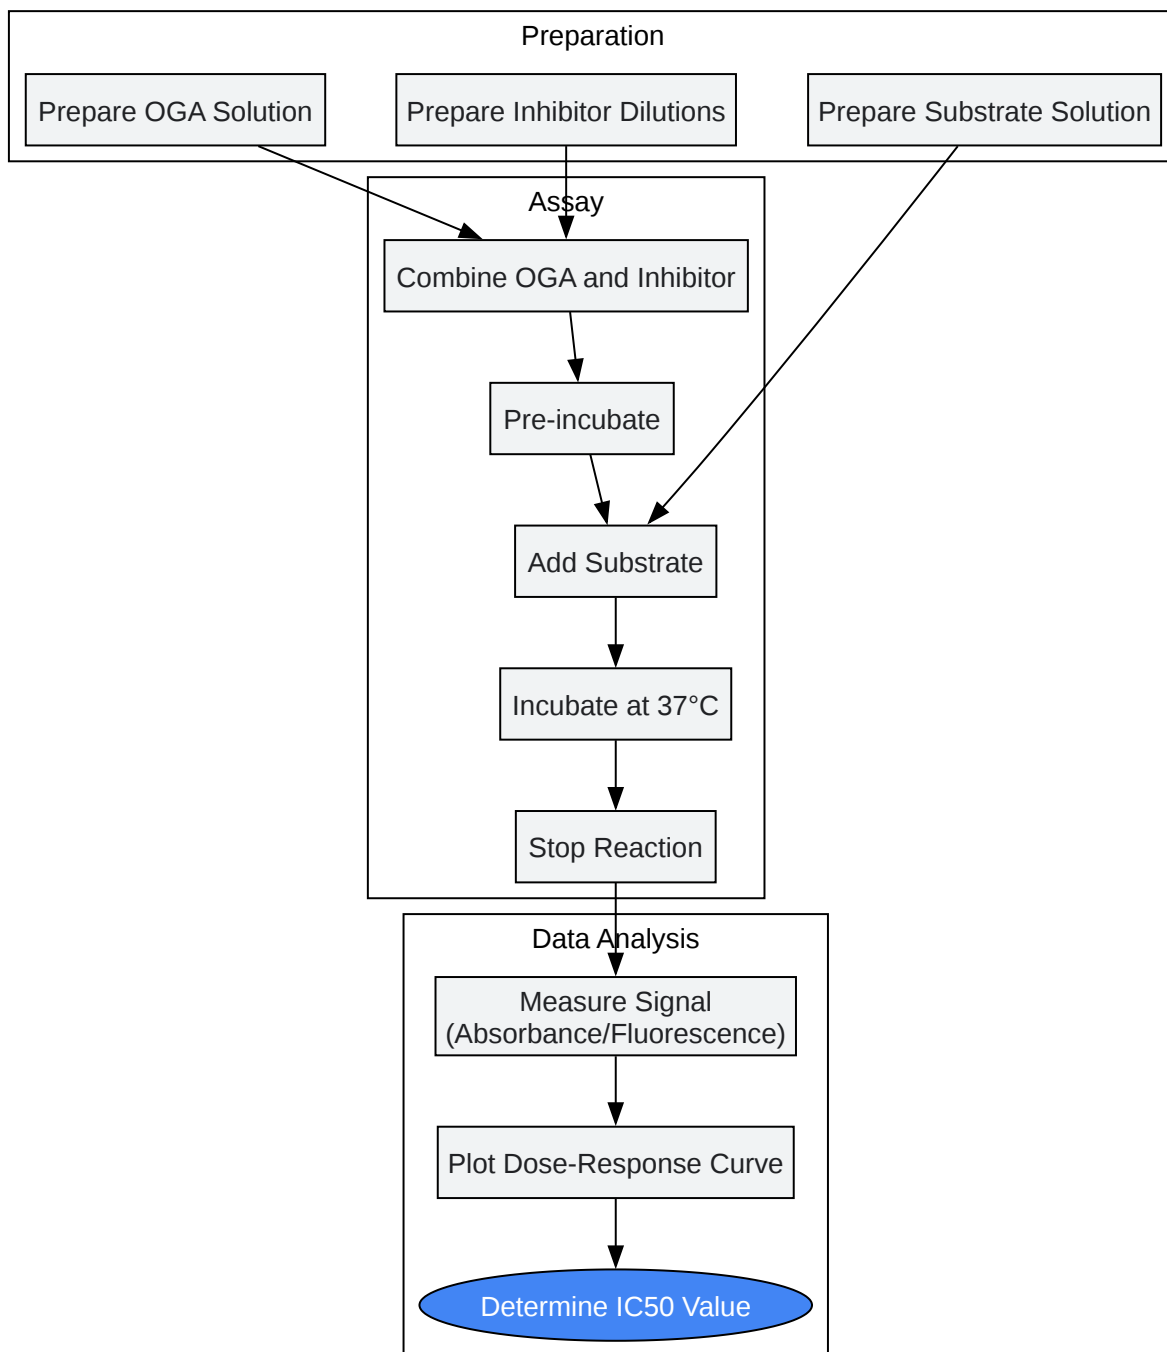 Preparation
Prepare OGA Solution
Prepare Inhibitor Dilutions
Prepare Substrate Solution
Assay
Combine OGA and Inhibitor
Pre-incubate
Add Substrate
Incubate at 37°C
Stop Reaction
Data Analysis
Measure Signal
(Absorbance/Fluorescence)
Plot Dose-Response Curve
Determine IC50 Value